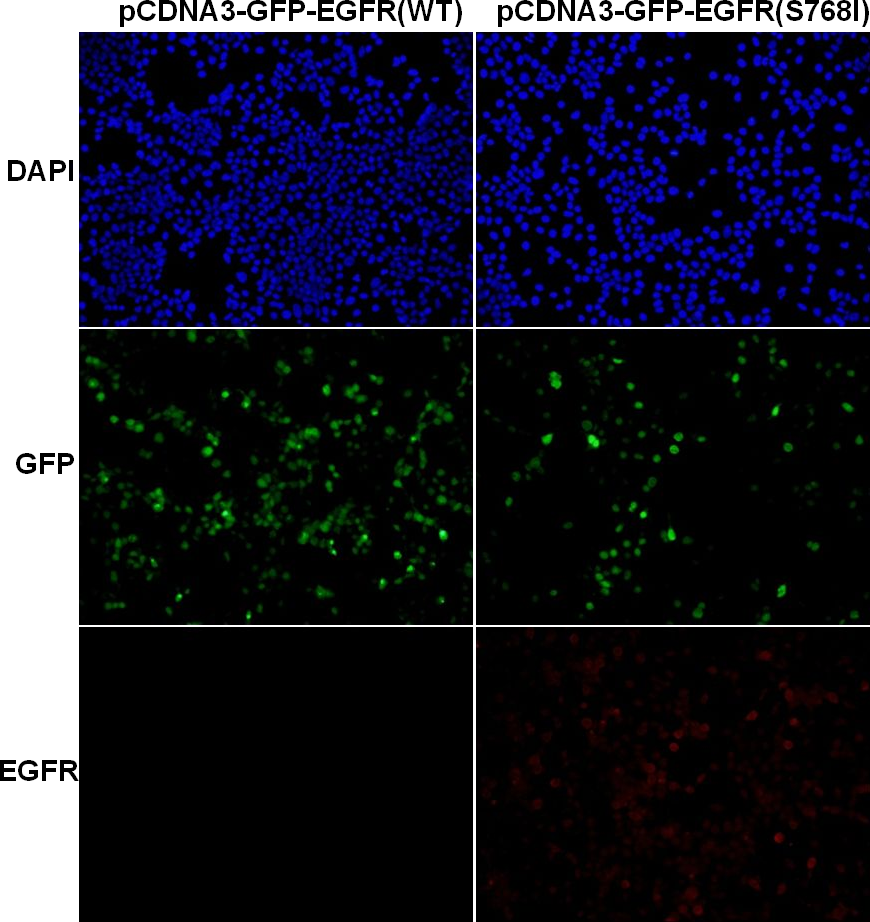 pCDNA3-GFP-EGFR(WT) pCDNA3-GFP-EGFR(S768I)
DAPI
GFP
EGFR